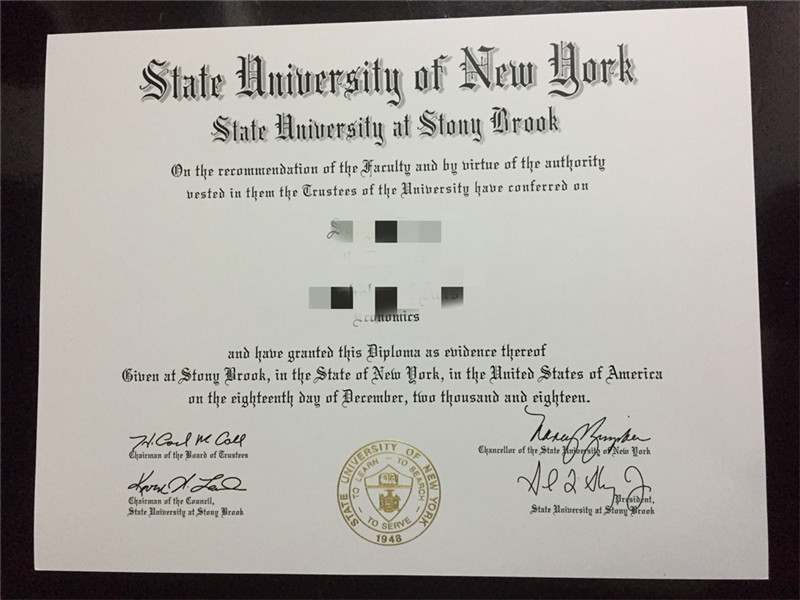 State University of New York
State University at Stony Brook
On the recommendation of the Faculty and by virtue of the authority
vested in them the Trustees of the University have conferred on
Economics
and have granted this Diploma as evidence thereof
Given at Stony Brook, in the State of New York, in the United States of America
on the eighteenth day of December, two thousand and eighteen.
H. Carl McCall
Chairman of the Board of Trustees
Chairman of the Council,
State University at Stony Brook
STATE UNIVERSITY OF NEW YORK
TO LEARN - TO SEARCH
- TO SERVE -
1948
Chancellor of the State University of New York
President,
State University at Stony Brook